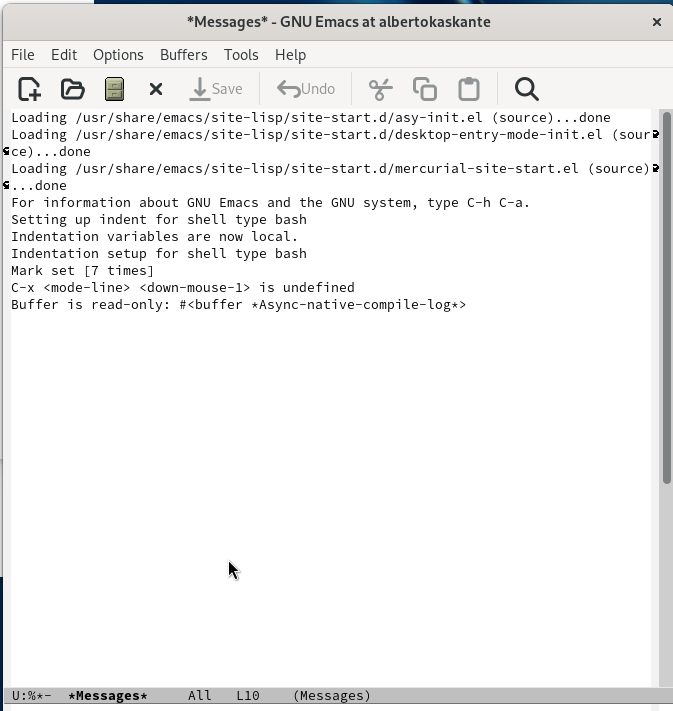 *Messages* - GNU Emacs at albertokaskante
File Edit Options Buffers Tools Help
Save Undo
Loading /usr/share/emacs/site-lisp/site-start.d/asy-init.el (source)...done
Loading /usr/share/emacs/site-lisp/site-start.d/desktop-entry-mode-init.el (sour
ce)...done
Loading /usr/share/emacs/site-lisp/site-start.d/mercurial-site-start.el (source)
...done
For information about GNU Emacs and the GNU system, type C-h C-a.
Setting up indent for shell type bash
Indentation variables are now local.
Indentation setup for shell type bash
Mark set [7 times]
C-x <mode-line> <down-mouse-1> is undefined
Buffer is read-only: #<buffer *Async-native-compile-log*>
U:%*- *Messages* All L10 (Messages)